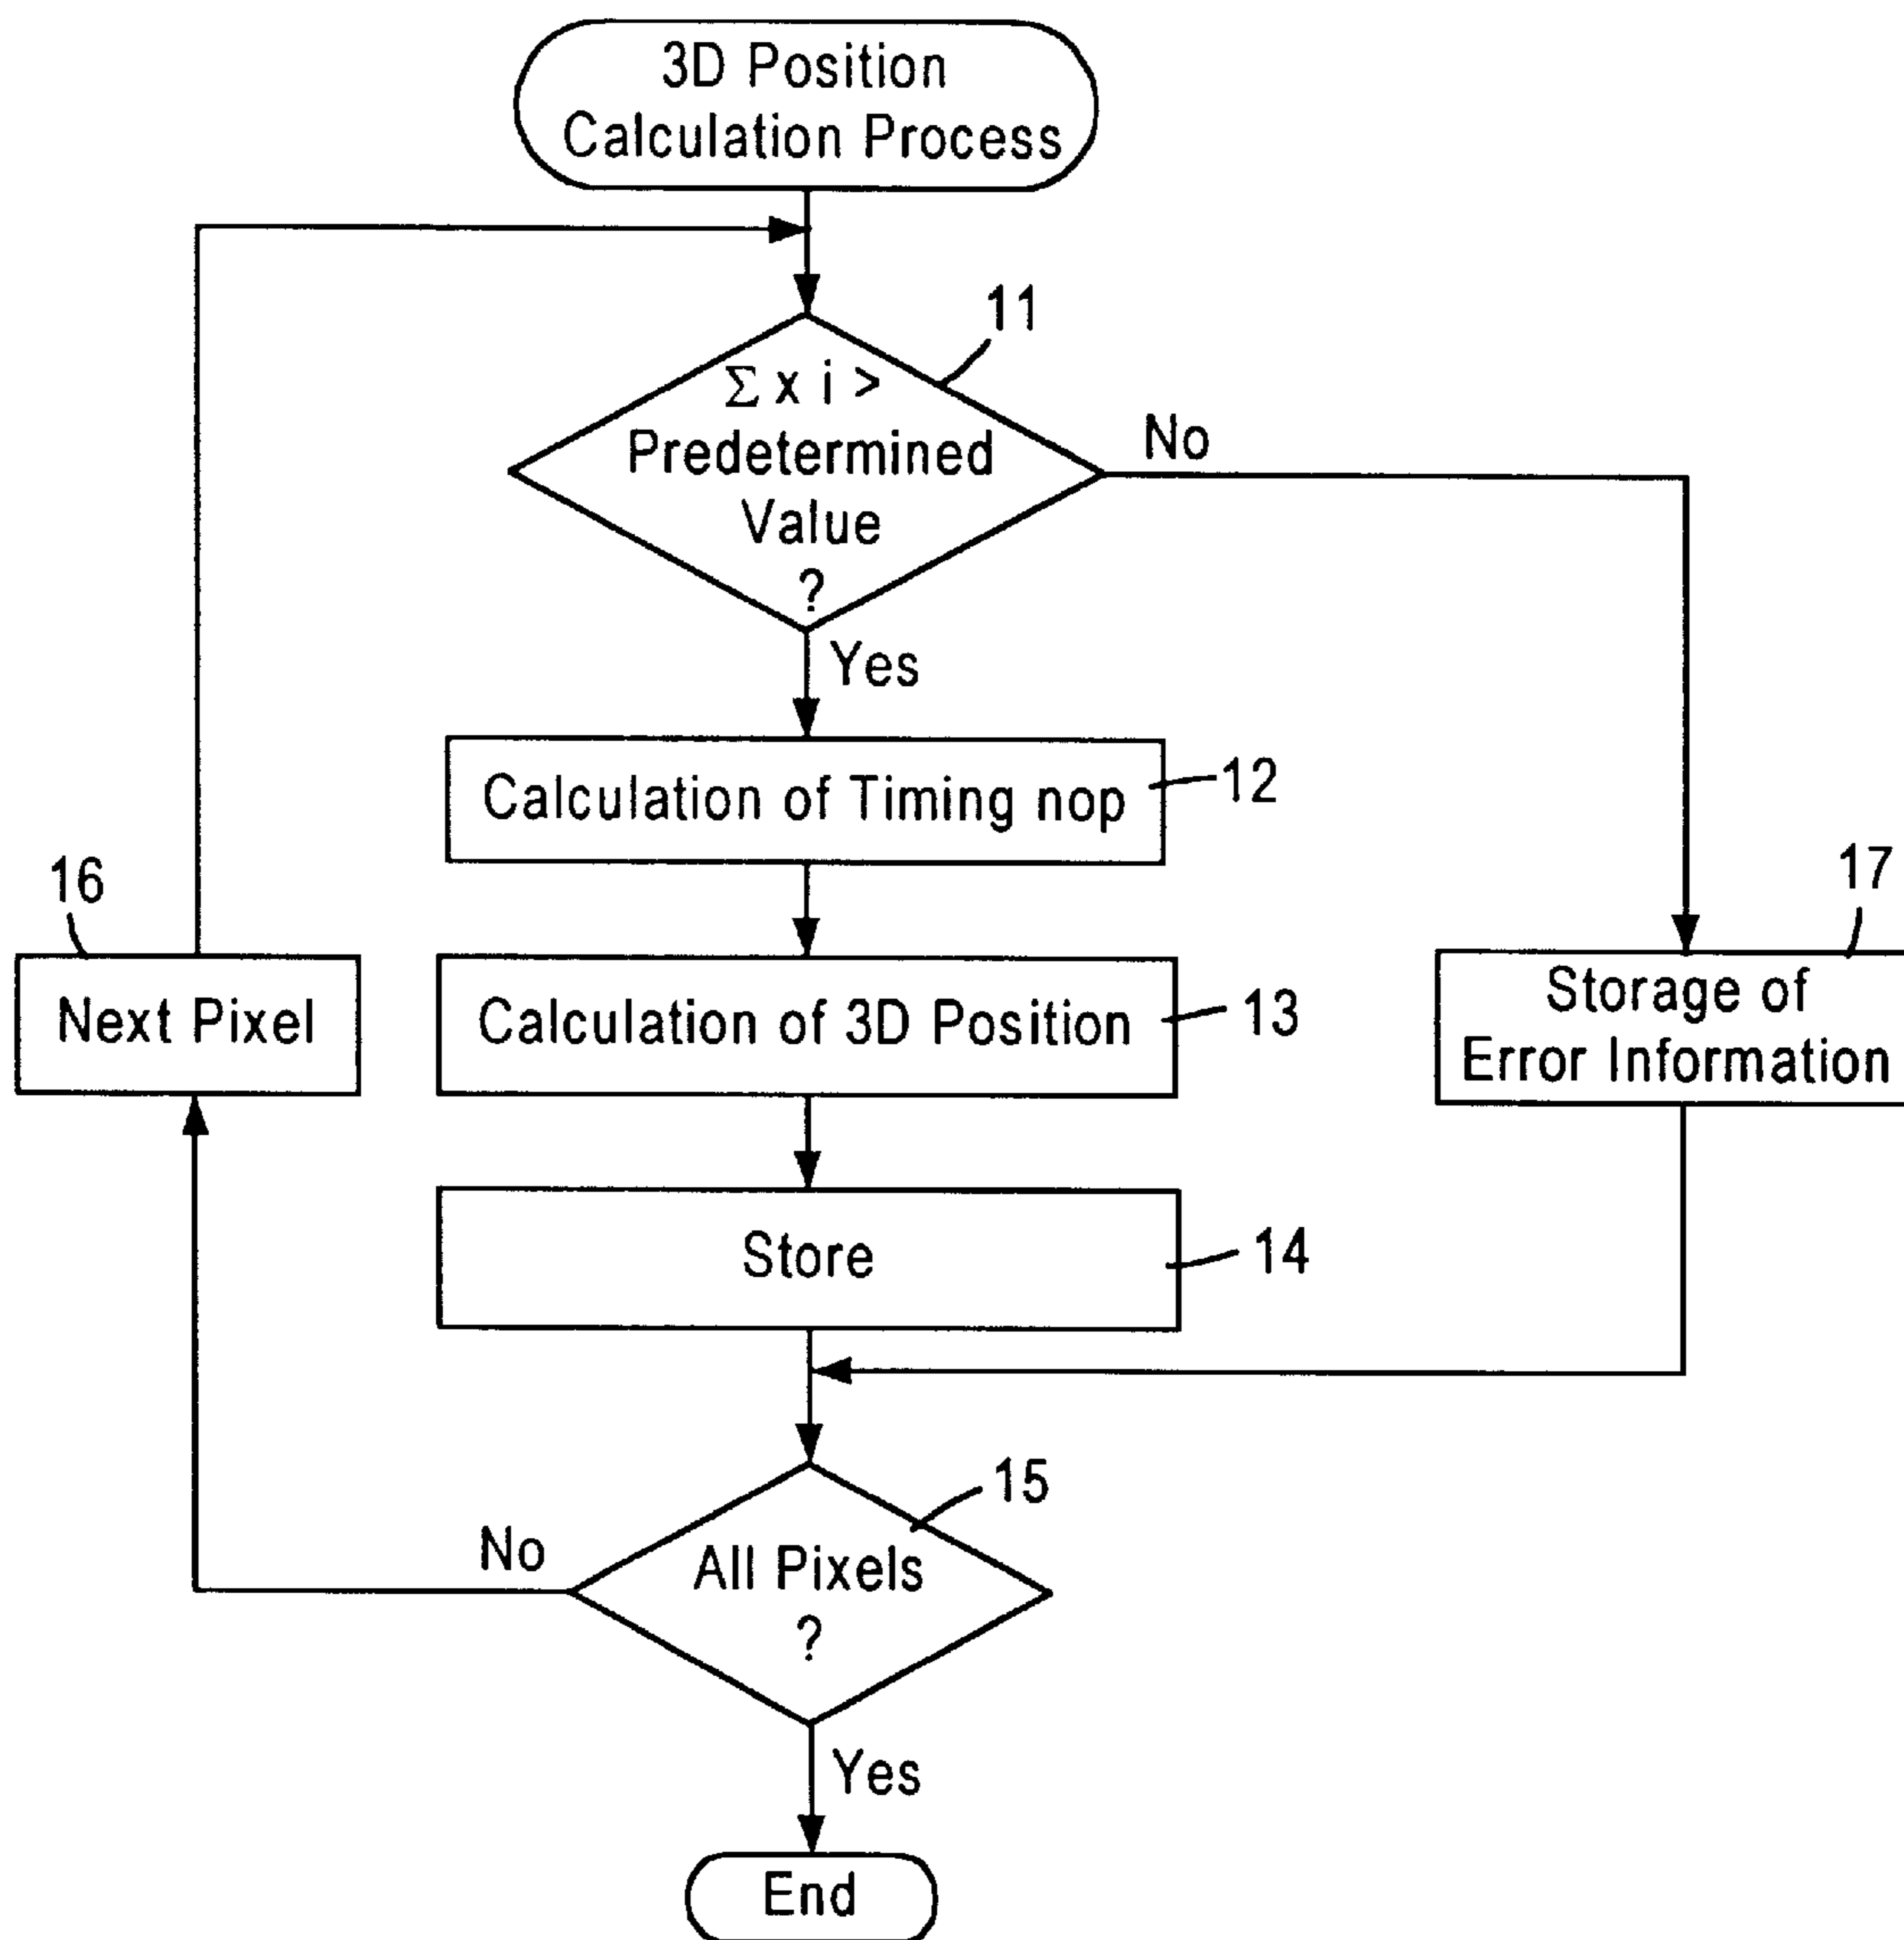 3D Position
Calculation Process
11
Σ x i >
Predetermined
Value
?
No
Yes
Calculation of Timing nop
12
16
17
Next Pixel
Calculation of 3D Position
13
Storage of
Error Information
Store
14
15
No
All Pixels
?
Yes
End